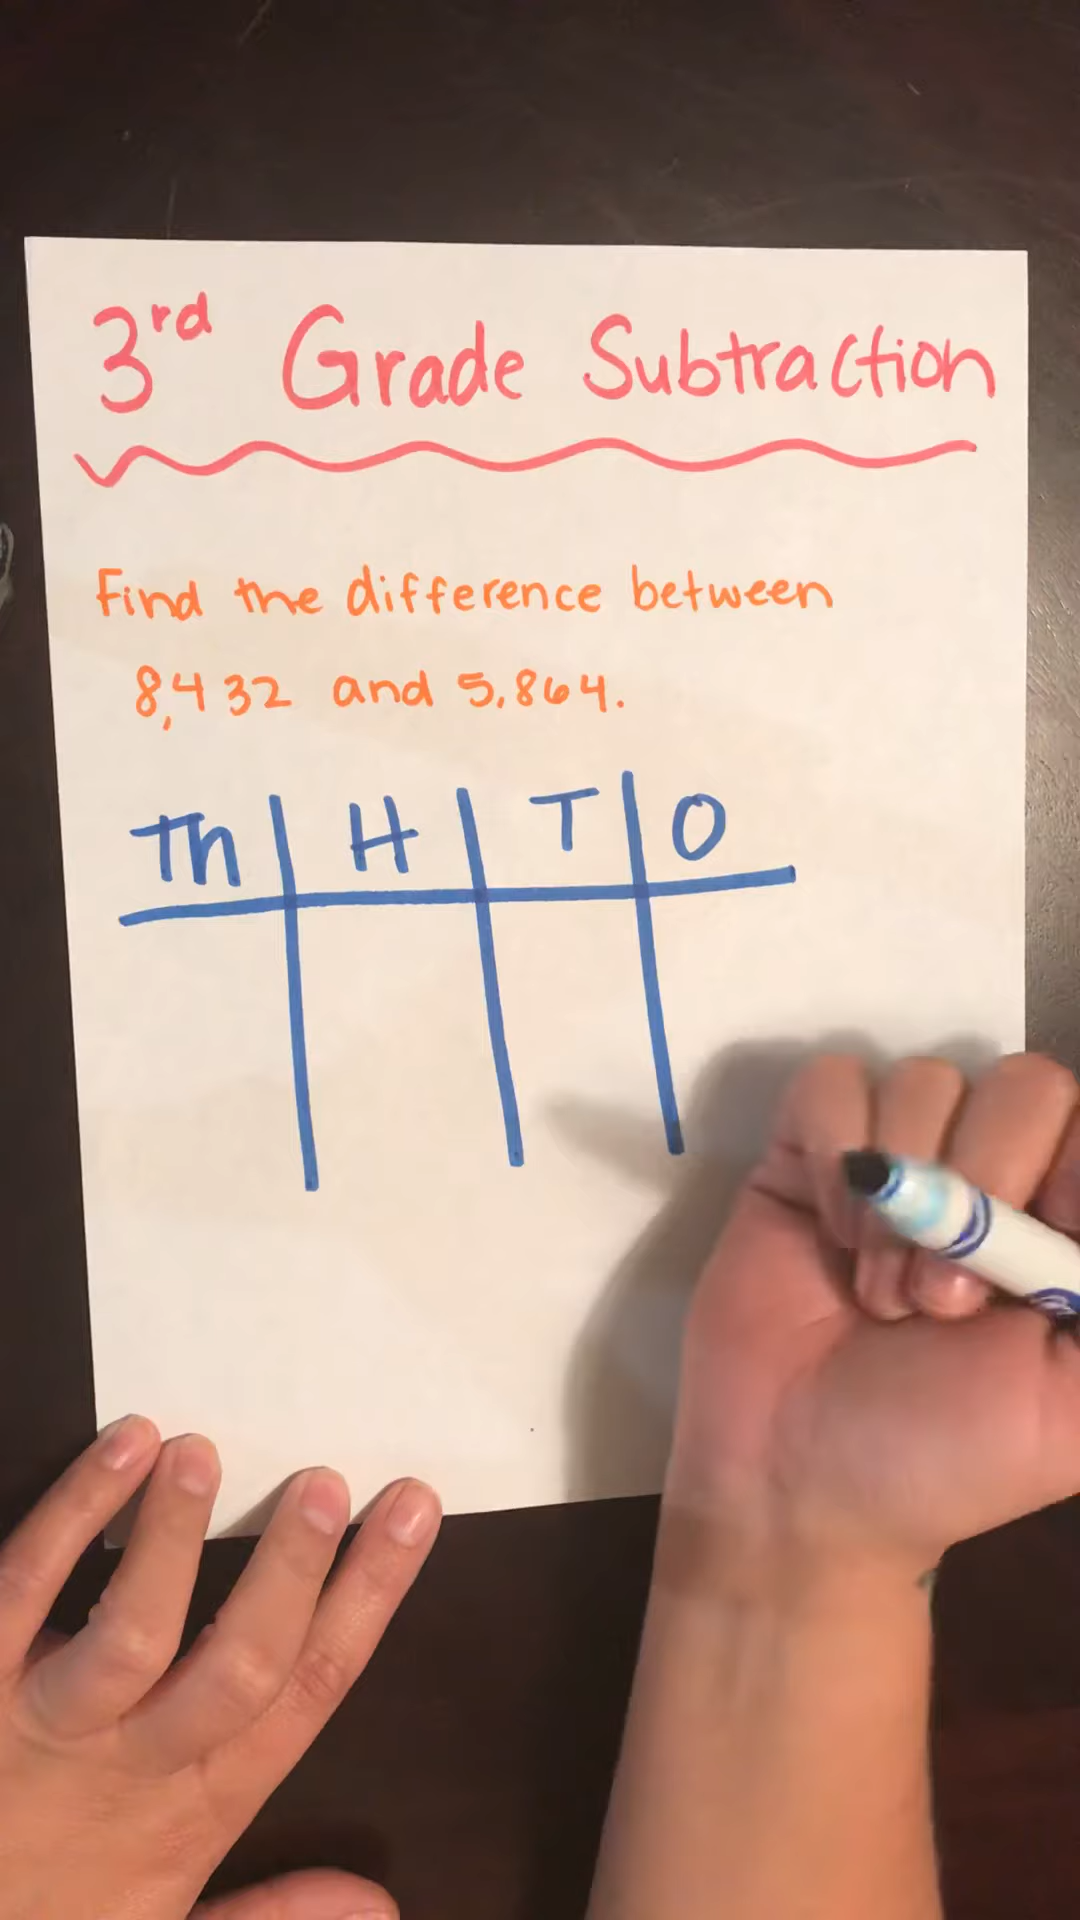 3rd Grade Subtraction
Find the difference between
8,432 and 5,864.
Th H T O